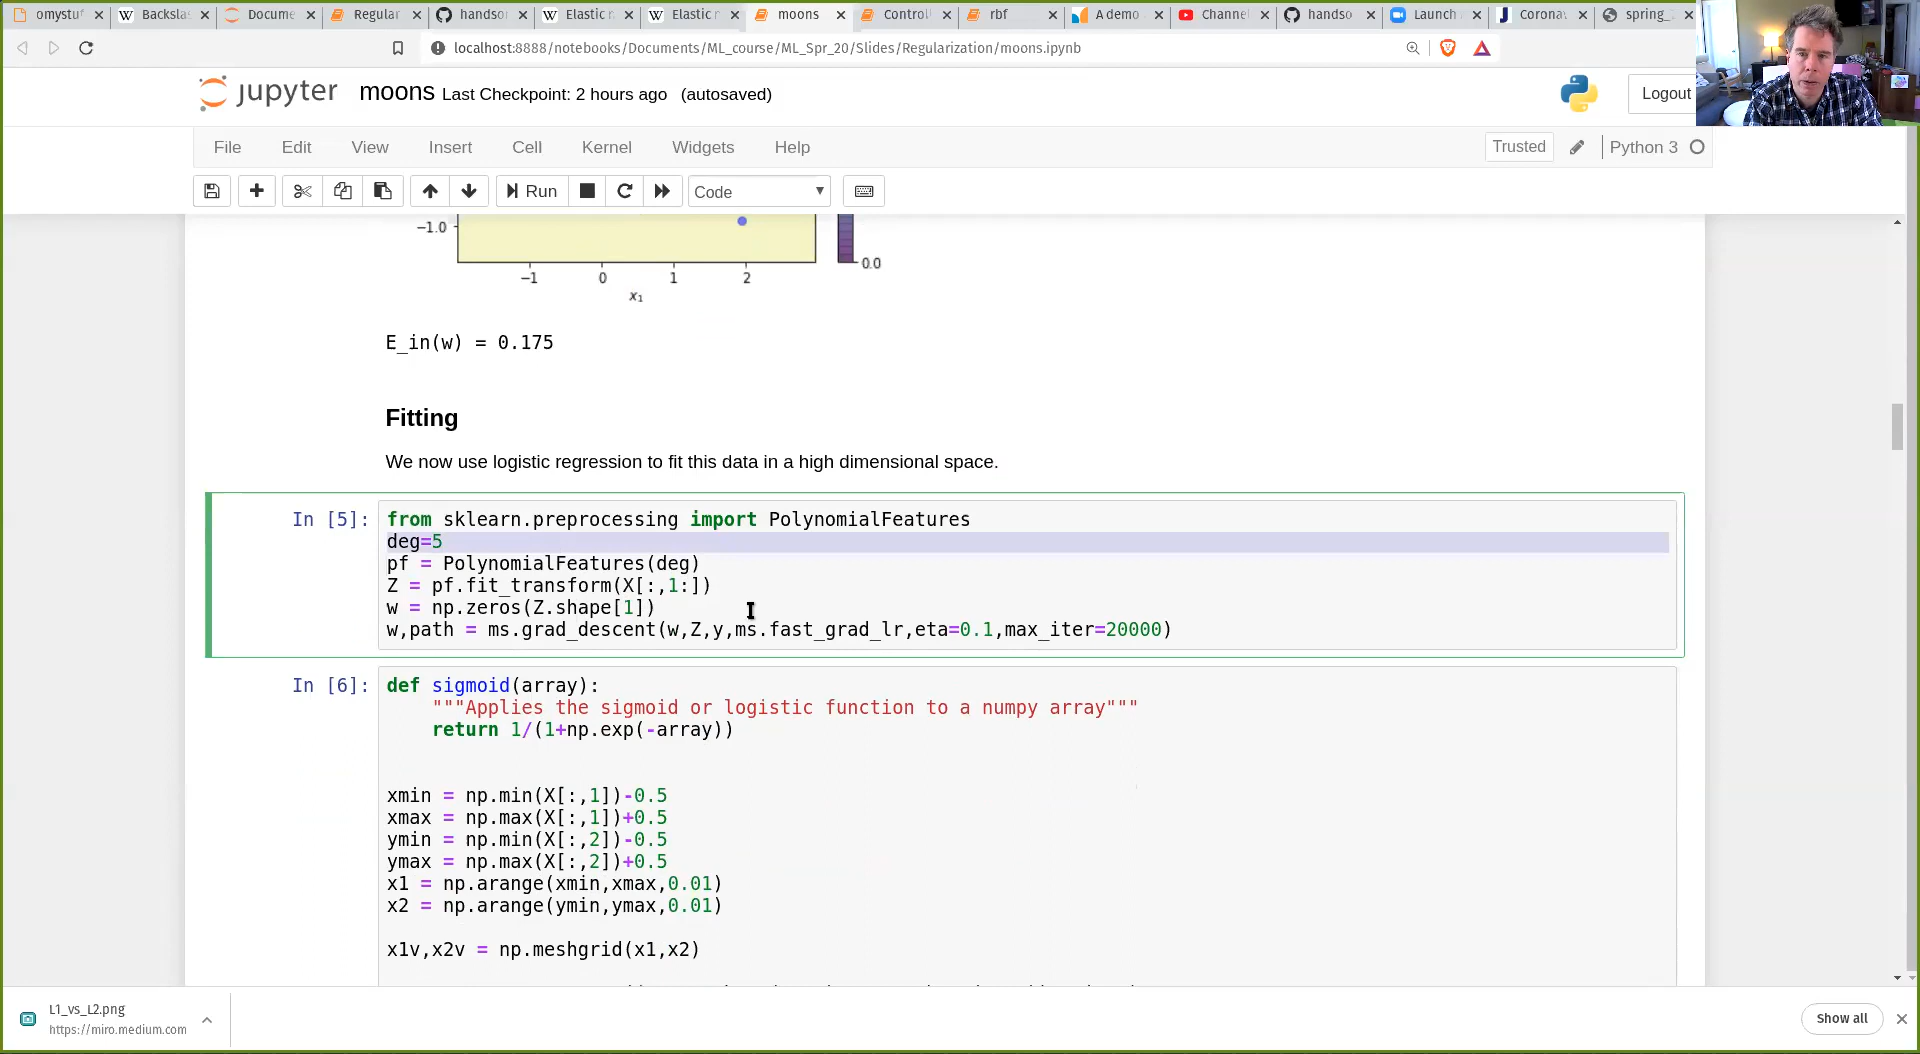 omystuf
Backslas
Docume
Regular
handso
Elastic n
Elastic n
moons
Control
rbf
A demo
Channe
handso
Launch
Corona
spring_
localhost:8888/notebooks/Documents/ML_course/ML_Spr_20/Slides/Regularization/moons.ipynb
jupyter moons Last Checkpoint: 2 hours ago (autosaved)
Logout
File Edit View Insert Cell Kernel Widgets Help
Trusted
Python 3
Run
Code
−1.0
0.0
−1 0 1 2
x₁
E_in(w) = 0.175
Fitting
We now use logistic regression to fit this data in a high dimensional space.
In [5]:
from sklearn.preprocessing import PolynomialFeatures
deg=5
pf = PolynomialFeatures(deg)
Z = pf.fit_transform(X[:,1:])
w = np.zeros(Z.shape[1])
w,path = ms.grad_descent(w,Z,y,ms.fast_grad_lr,eta=0.1,max_iter=20000)
In [6]:
def sigmoid(array):
"""Applies the sigmoid or logistic function to a numpy array"""
return 1/(1+np.exp(-array))
xmin = np.min(X[:,1])-0.5
xmax = np.max(X[:,1])+0.5
ymin = np.min(X[:,2])-0.5
ymax = np.max(X[:,2])+0.5
x1 = np.arange(xmin,xmax,0.01)
x2 = np.arange(ymin,ymax,0.01)
x1v,x2v = np.meshgrid(x1,x2)
L1_vs_L2.png
https://miro.medium.com
Show all